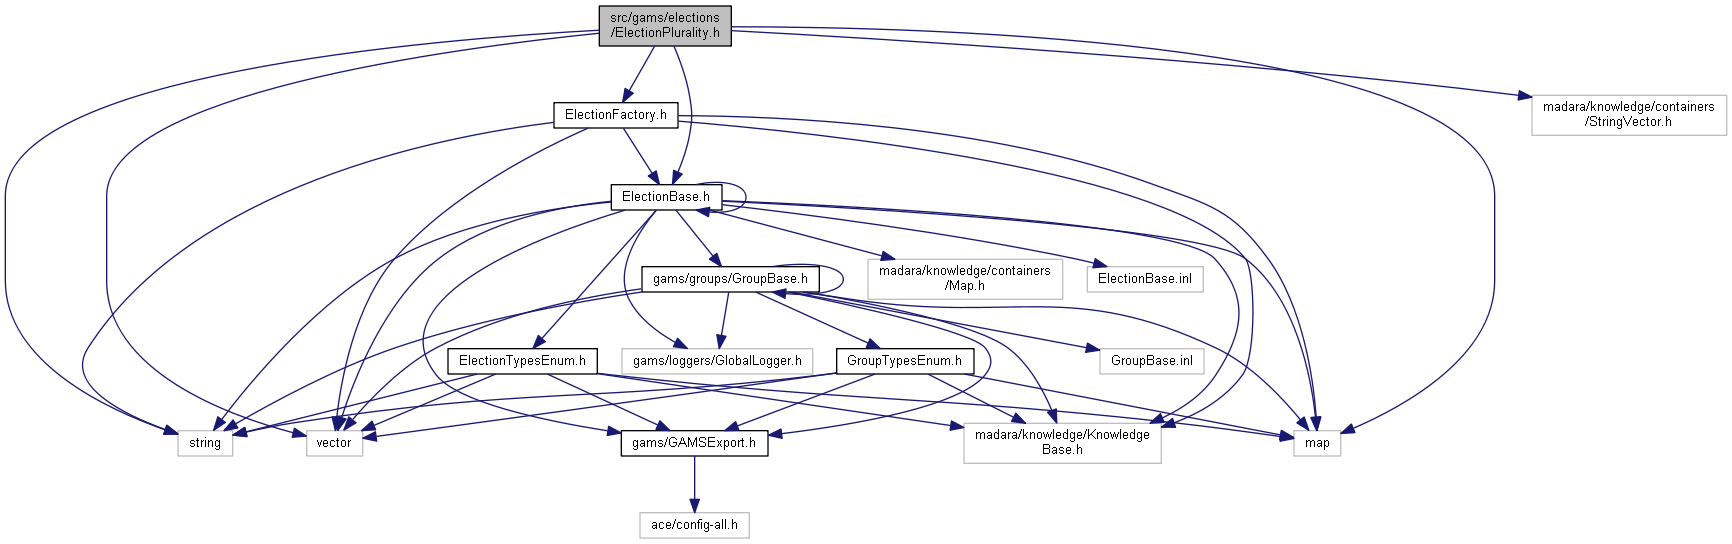 src/gams/elections
/ElectionPlurality.h
madara/knowledge/containers
/StringVector.h
ElectionFactory.h
ElectionBase.h
madara/knowledge/containers
/Map.h
ElectionBase.inl
gams/groups/GroupBase.h
ElectionTypesEnum.h
gams/loggers/GlobalLogger.h
GroupTypesEnum.h
GroupBase.inl
string
vector
gams/GAMSExport.h
madara/knowledge/Knowledge
Base.h
map
ace/config-all.h